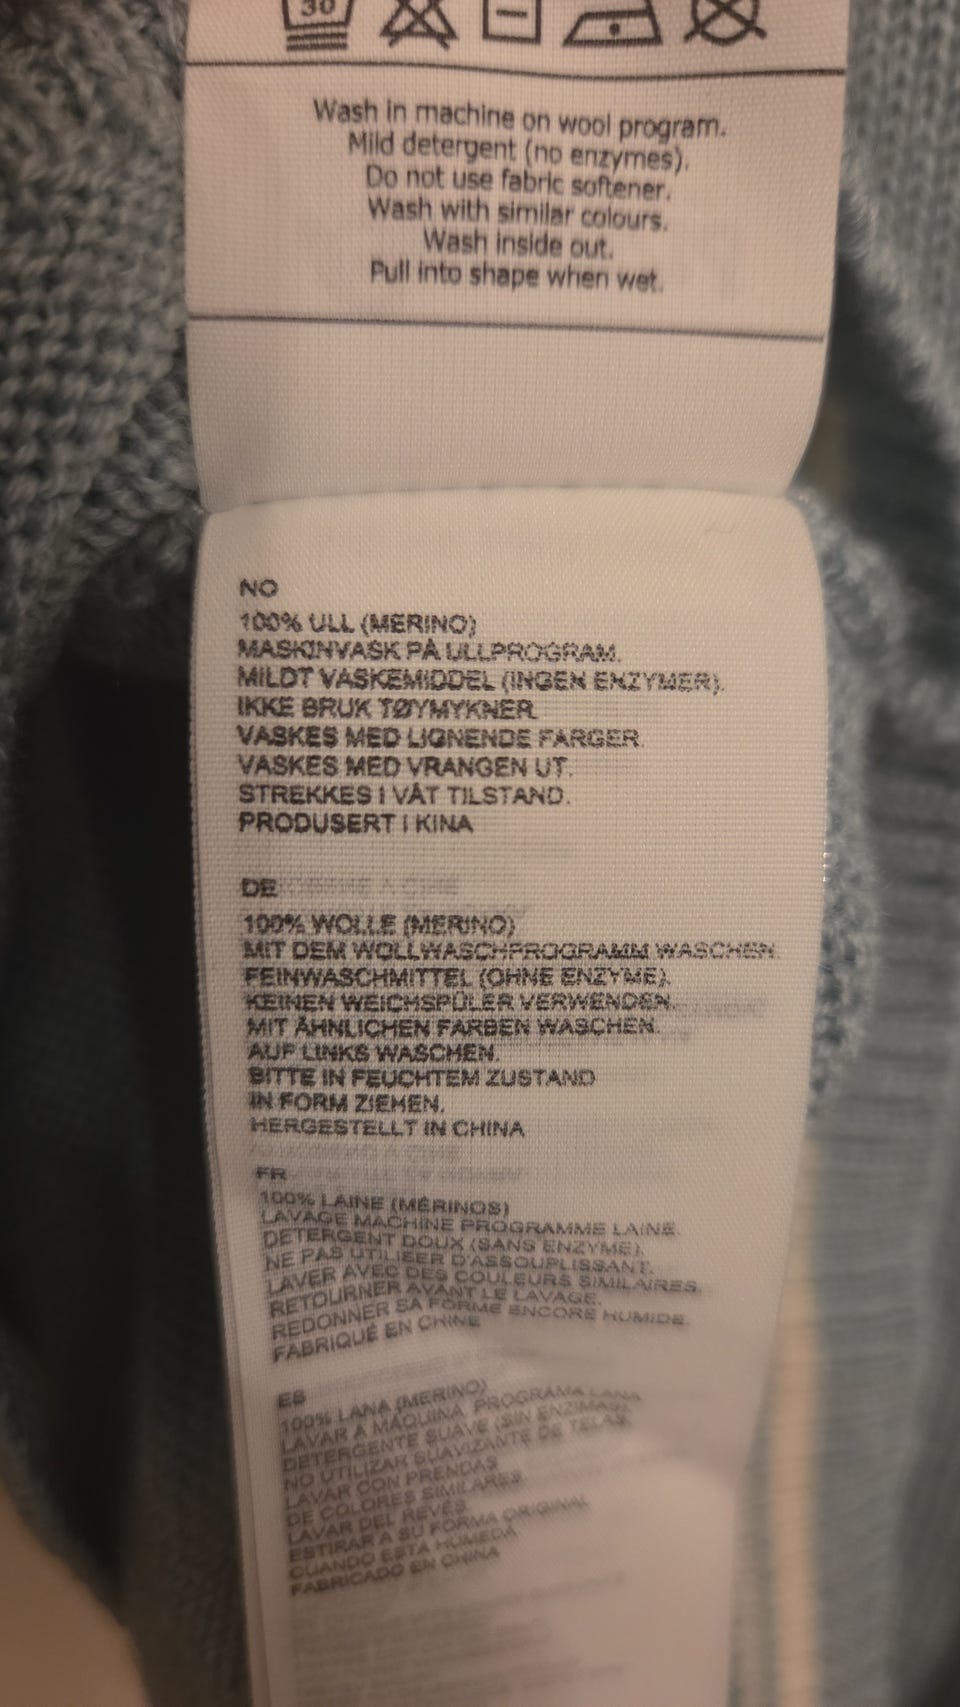 30
Wash in machine on wool program.
Mild detergent (no enzymes).
Do not use fabric softener.
Wash with similar colours.
Wash inside out.
Pull into shape when wet.
NO
100% ULL (MERINO)
MASKINVASK PÅ ULLPROGRAM.
MILDT VASKEMIDDEL (INGEN ENZYMER).
IKKE BRUK TØYMYKNER
VASKES MED LIGNENDE FARGER.
VASKES MED VRANGEN UT.
STREKKES I VÅT TILSTAND.
PRODUSERT I KINA
DE
100% WOLLE (MERINO)
MIT DEM WOLLWASCHPROGRAMM WASCHEN.
FEINWASCHMITTEL (OHNE ENZYME).
KEINEN WEICHSPÜLER VERWENDEN.
MIT ÄHNLICHEN FARBEN WASCHEN.
AUF LINKS WASCHEN.
BITTE IN FEUCHTEM ZUSTAND
IN FORM ZIEHEN.
HERGESTELLT IN CHINA
FR
100% LAINE (MÉRINOS)
LAVAGE MACHINE PROGRAMME LAINE.
DÉTERGENT DOUX (SANS ENZYME).
NE PAS UTILISER D'ASSOUPLISSANT.
LAVER AVEC DES COULEURS SIMILAIRES.
RETOURNER AVANT LE LAVAGE.
REDONNER SA FORME ENCORE HUMIDE.
FABRIQUÉ EN CHINE
ES
100% LANA (MERINO)
LAVAR A MÁQUINA, PROGRAMA LANA
DETERGENTE SUAVE (SIN ENZIMAS).
NO UTILIZAR SUAVIZANTE DE TELAS.
LAVAR CON PRENDAS
DE COLORES SIMILARES.
LAVAR DEL REVÉS.
ESTIRAR A SU FORMA ORIGINAL
CUANDO ESTÁ HÚMEDA
FABRICADO EN CHINA